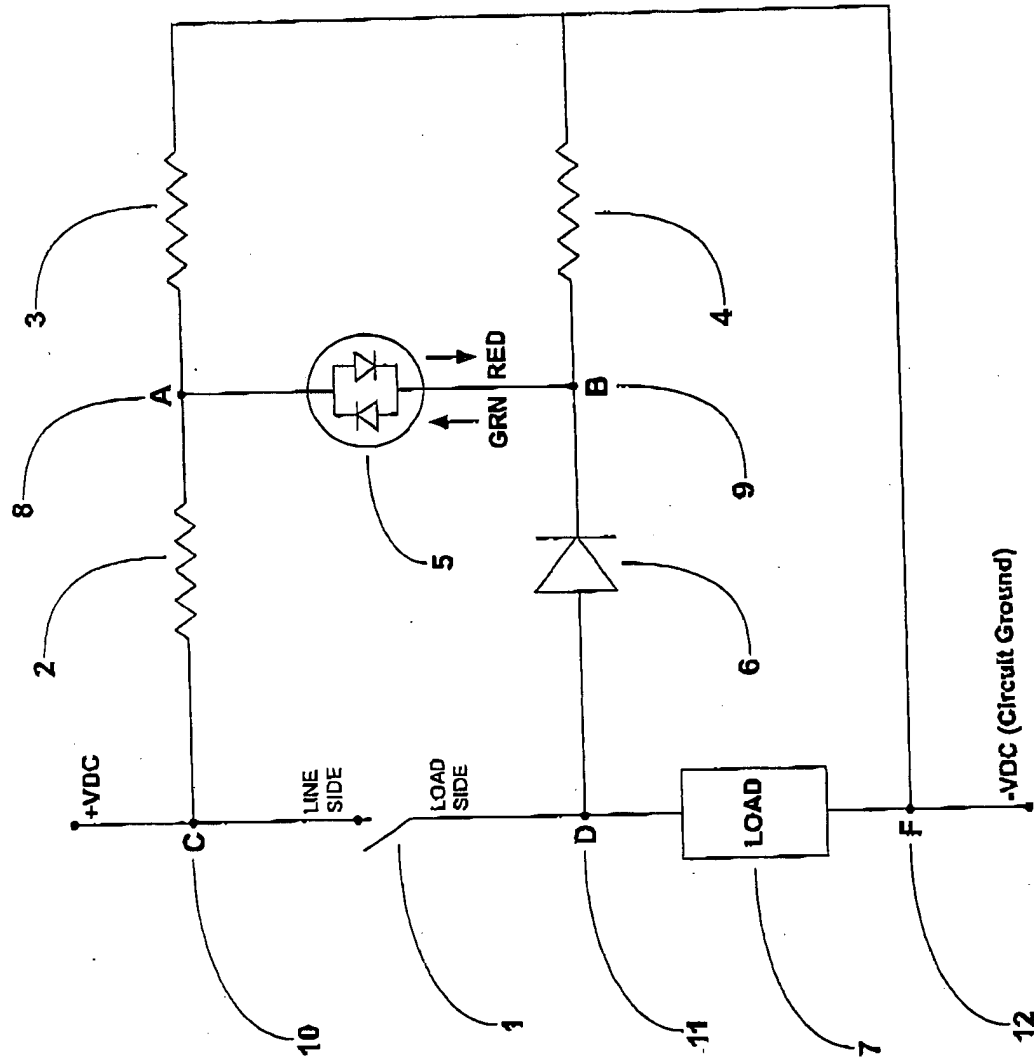 3
8
2
A
+VDC
C
LINE
SIDE
LOAD
SIDE
GRN
RED
5
4
B
9
6
D
LOAD
F
-VDC (Circuit Ground)
10
1
11
7
12